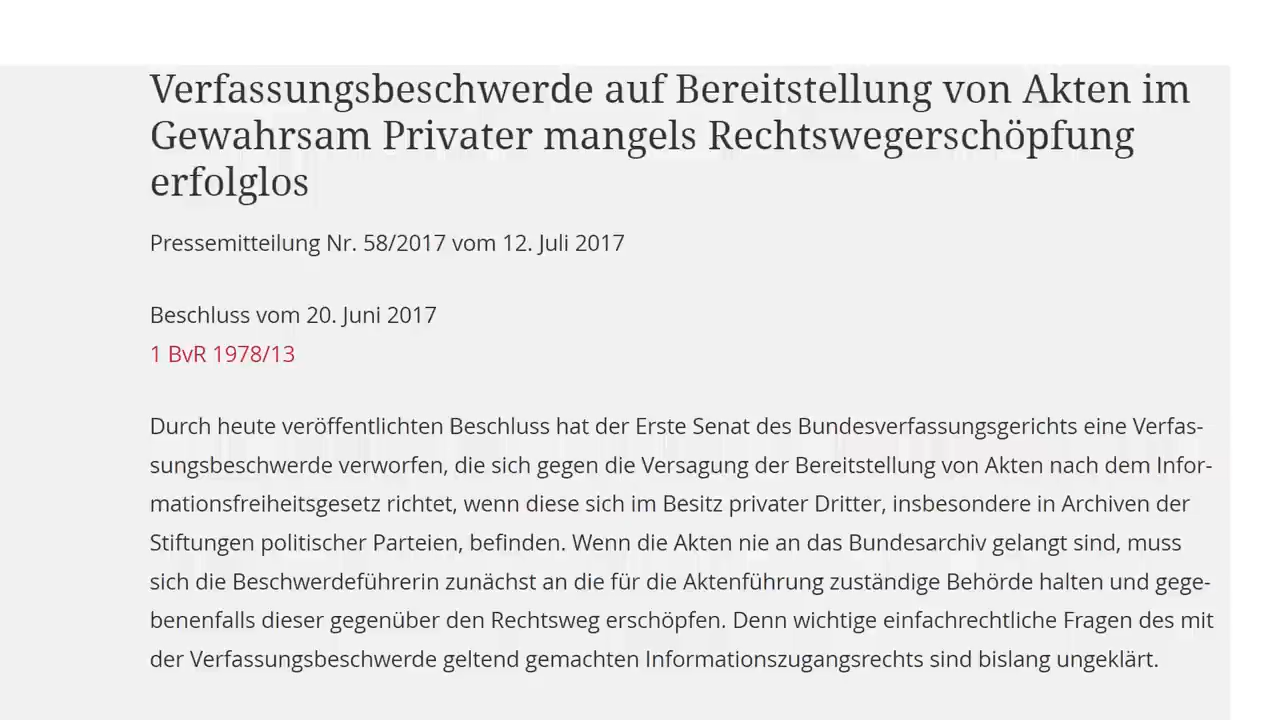 Verfassungsbeschwerde auf Bereitstellung von Akten im
Gewahrsam Privater mangels Rechtswegerschöpfung
erfolglos
Pressemitteilung Nr. 58/2017 vom 12. Juli 2017
Beschluss vom 20. Juni 2017
1 BvR 1978/13
Durch heute veröffentlichten Beschluss hat der Erste Senat des Bundesverfassungsgerichts eine Verfas-
sungsbeschwerde verworfen, die sich gegen die Versagung der Bereitstellung von Akten nach dem Infor-
mationsfreiheitsgesetz richtet, wenn diese sich im Besitz privater Dritter, insbesondere in Archiven der
Stiftungen politischer Parteien, befinden. Wenn die Akten nie an das Bundesarchiv gelangt sind, muss
sich die Beschwerdeführerin zunächst an die für die Aktenführung zuständige Behörde halten und gege-
benenfalls dieser gegenüber den Rechtsweg erschöpfen. Denn wichtige einfachrechtliche Fragen des mit
der Verfassungsbeschwerde geltend gemachten Informationszugangsrechts sind bislang ungeklärt.